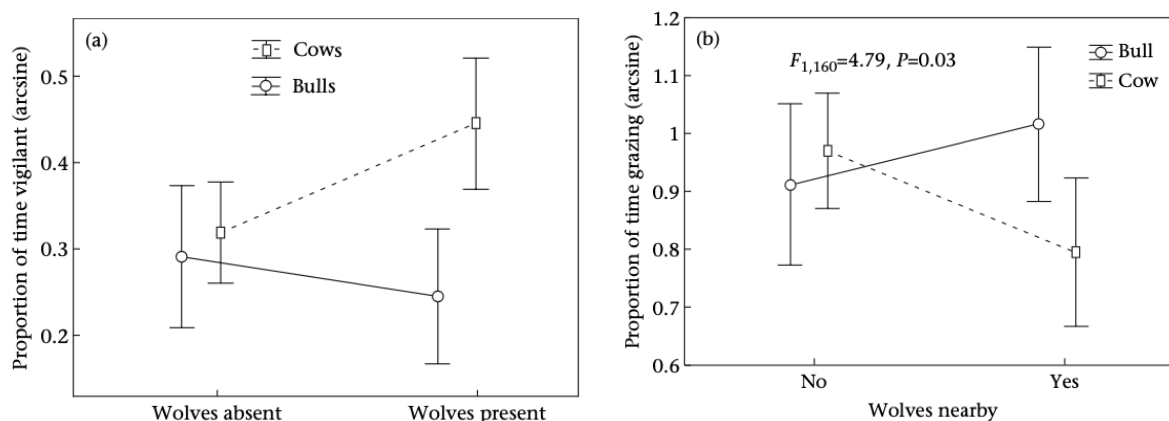 (a)
Cows
Bulls
Proportion of time vigilant (arcsine)
0.5
0.4
0.3
0.2
Wolves absent
Wolves present
(b)
F1,160=4.79, P=0.03
Bull
Cow
Proportion of time grazing (arcsine)
1.2
1.1
1
0.9
0.8
0.7
0.6
No
Yes
Wolves nearby